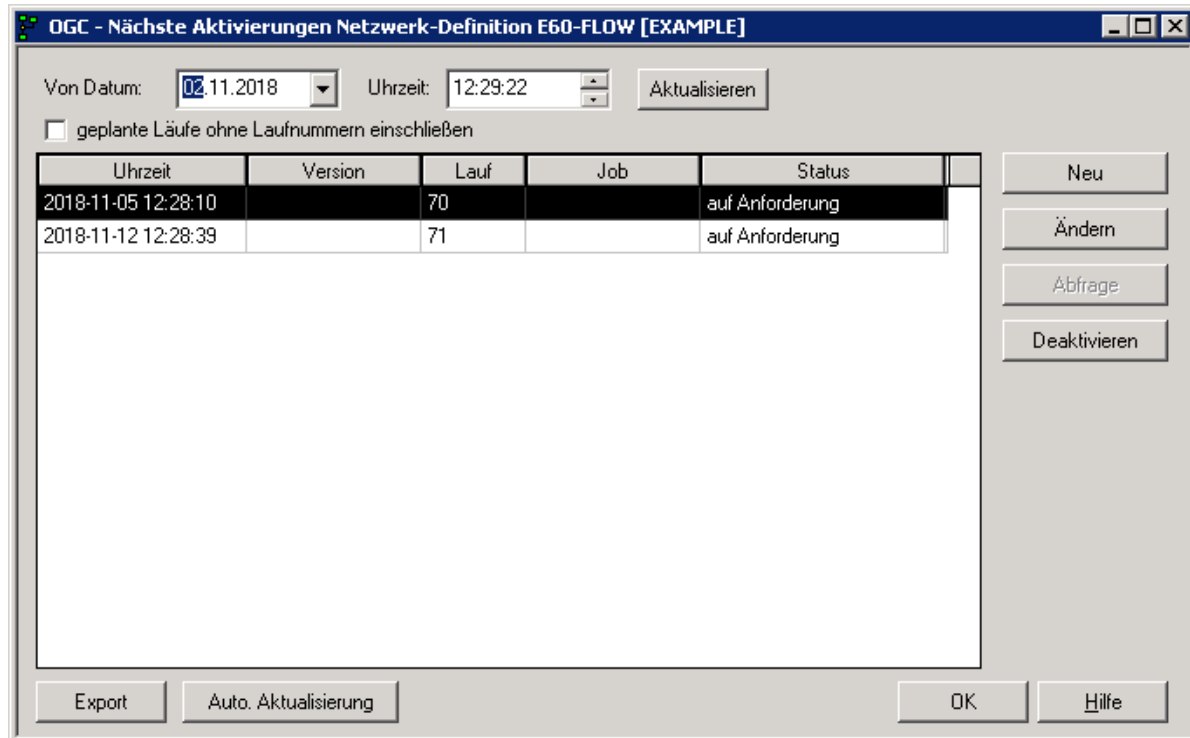 OGC - Nächste Aktivierungen Netzwerk-Definition E60-FLOW [EXAMPLE]
Von Datum: 02.11.2018 Uhrzeit: 12:29:22 Aktualisieren
geplante Läufe ohne Laufnummern einschließen
Uhrzeit Version Lauf Job Status
2018-11-05 12:28:10 70 auf Anforderung
2018-11-12 12:28:39 71 auf Anforderung
Neu
Ändern
Abfrage
Deaktivieren
Export Auto. Aktualisierung OK Hilfe